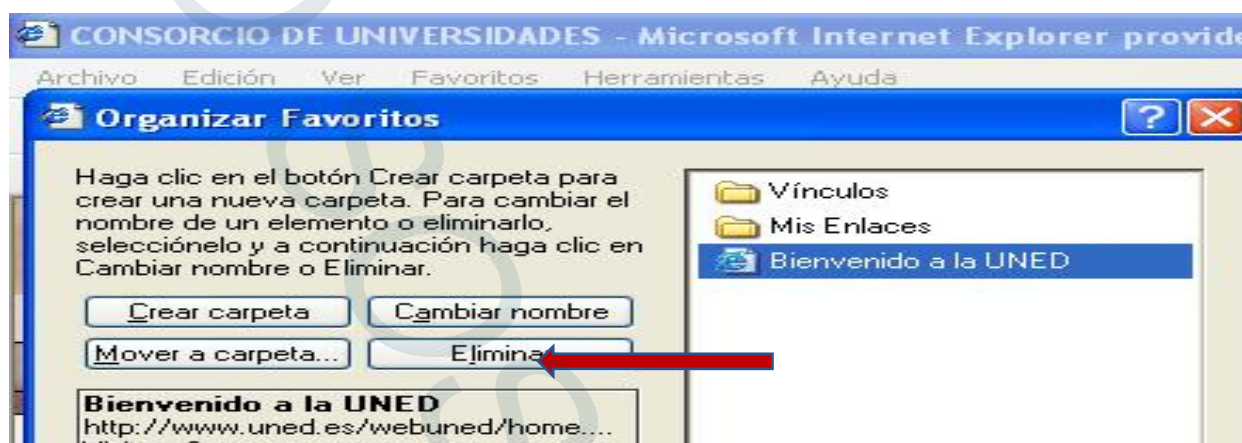 CONSORCIO DE UNIVERSIDADES - Microsoft Internet Explorer provide
Archivo Edición Ver Favoritos Herramientas Ayuda
Organizar Favoritos
Haga clic en el botón Crear carpeta para
crear una nueva carpeta. Para cambiar el
nombre de un elemento o eliminarlo,
selecciónelo y a continuación haga clic en
Cambiar nombre o Eliminar.
Crear carpeta Cambiar nombre
Mover a carpeta... Elimina
Bienvenido a la UNED
http://www.uned.es/webuned/home....
Vínculos
Mis Enlaces
Bienvenido a la UNED